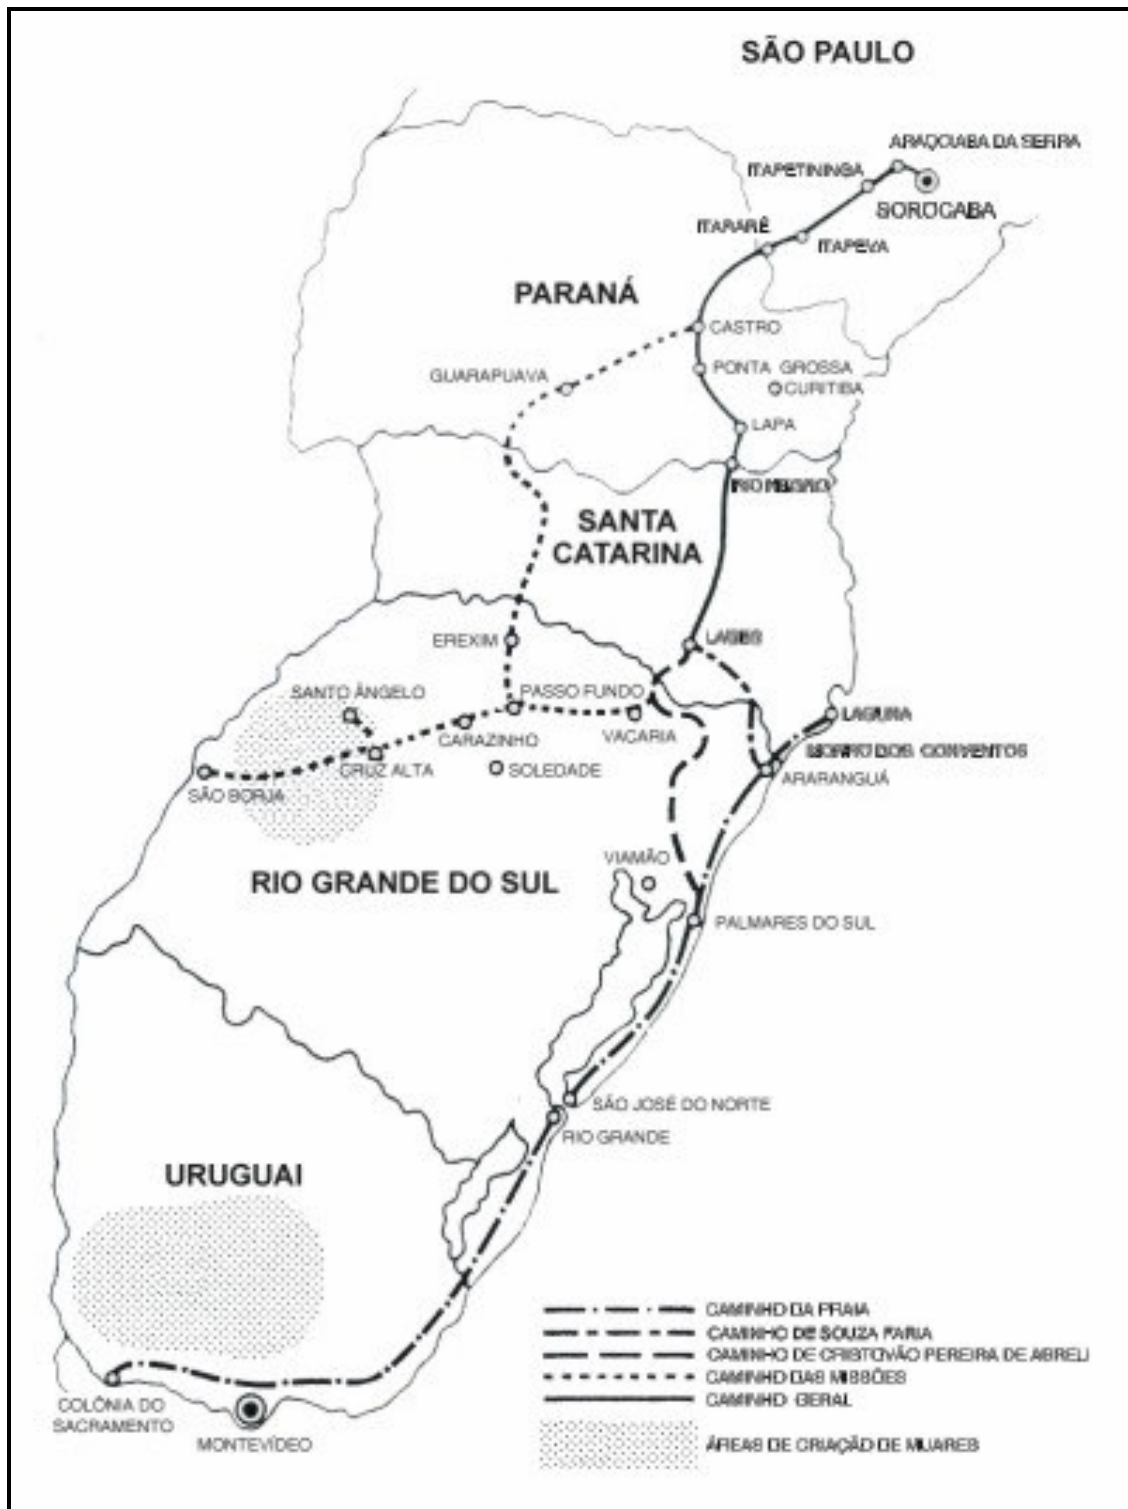 SÃO PAULO
ARAÇOIABA DA SERRA
ITAPETININGA
SOROCABA
ITARARÊ
ITAPEVA
PARANÁ
CASTRO
PONTA GROSSA
GUARAPUAVA
CURITIBA
LAPA
RIO NEGRO
SANTA
CATARINA
EREXIM
LAGES
SANTO ÂNGELO
PASSO FUNDO
LAGUNA
CARAZINHO
VACARIA
MORRO DOS CONVENTOS
CRUZ ALTA
SOLEDADE
ARARANGUÁ
SÃO BORJA
VIAMÃO
RIO GRANDE DO SUL
PALMARES DO SUL
SÃO JOSÉ DO NORTE
RIO GRANDE
URUGUAI
CAMINHO DA PRAIA
CAMINHO DE SOUZA FARIA
CAMINHO DE CRISTOVÃO PEREIRA DE ABREU
CAMINHO DAS MISSÕES
CAMINHO GERAL
COLÔNIA DO
SACRAMENTO
MONTEVÍDEO
ÁREAS DE CRIAÇÃO DE MUARES